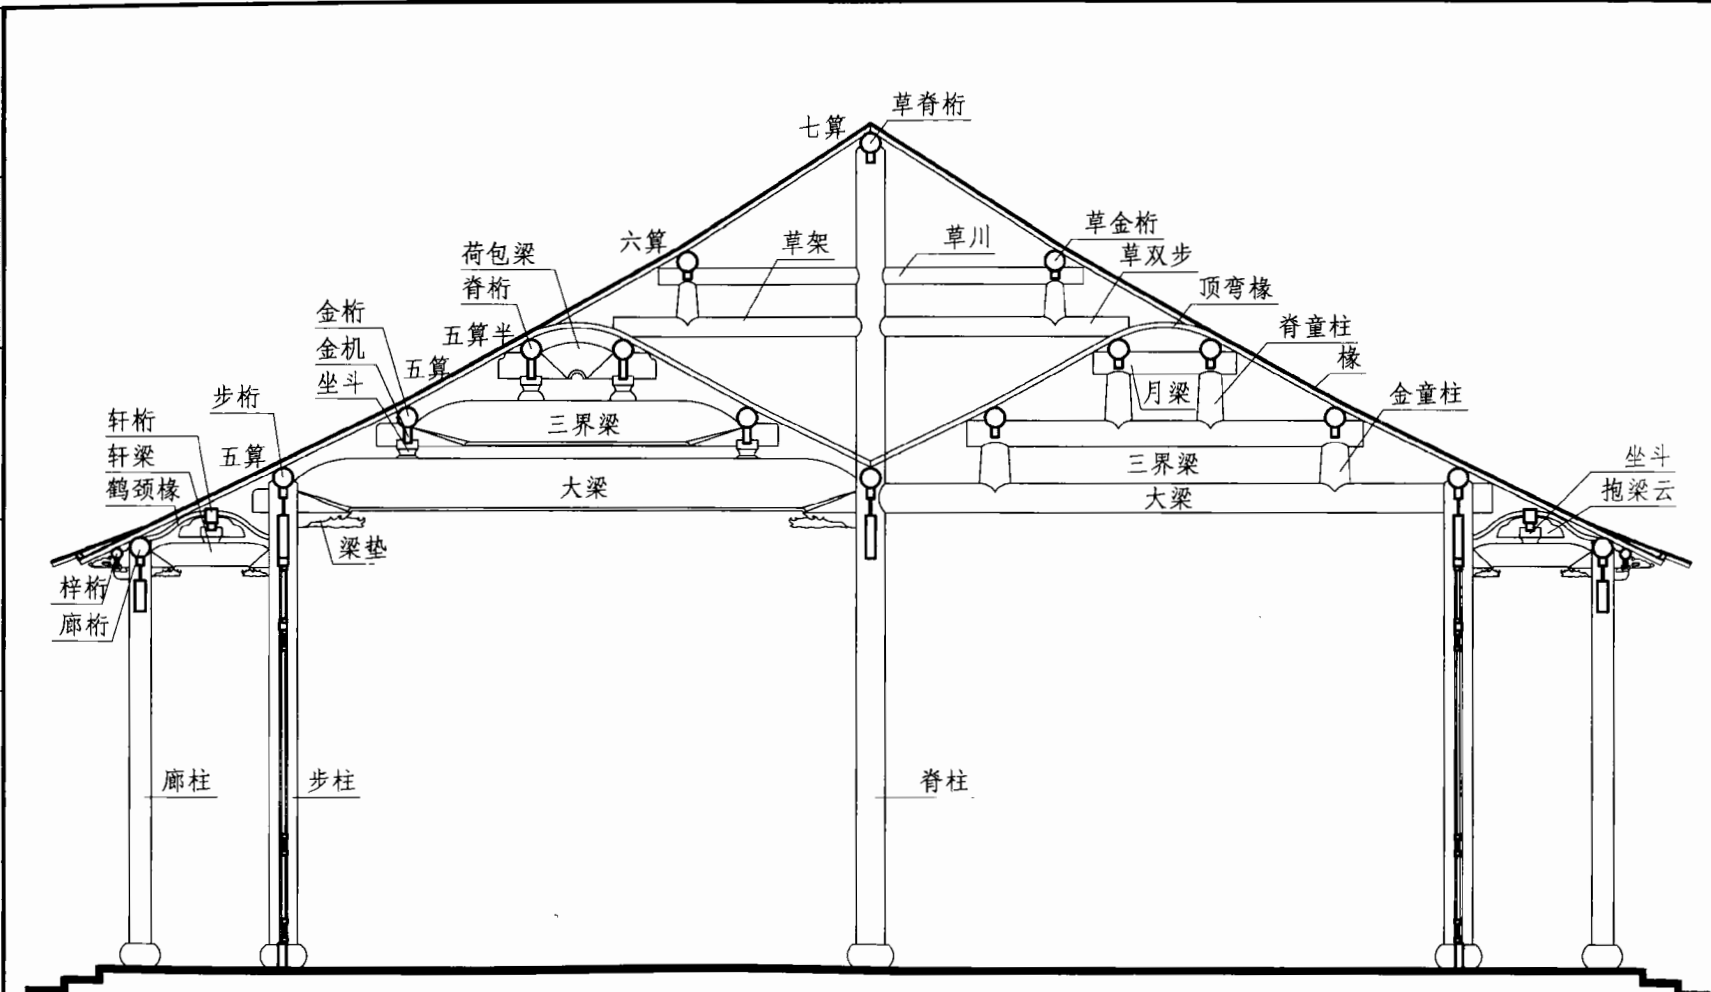 草脊桁
七算
草金桁
六算
草架
草川
草双步
荷包梁
脊桁
顶弯椽
金桁
五算半
脊童柱
金机
五算
椽
坐斗
步桁
月梁
金童柱
轩桁
三界梁
轩梁
五算
三界梁
坐斗
鹤颈椽
大梁
大梁
抱梁云
梁垫
梓桁
廊桁
廊柱
步柱
脊柱